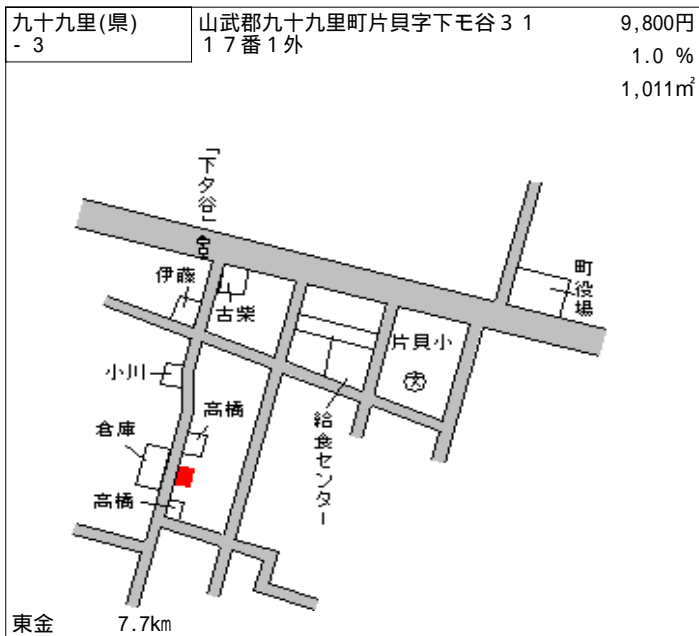 九十九里(県)
- 3
山武郡九十九里町片貝字下モ谷３１
１７番１外
9,800円
1.0 %
1,011㎡
「下タ谷」
町役場
伊藤
古柴
片貝小
小川
高橋
倉庫
給食センター
高橋
東金 7.7km